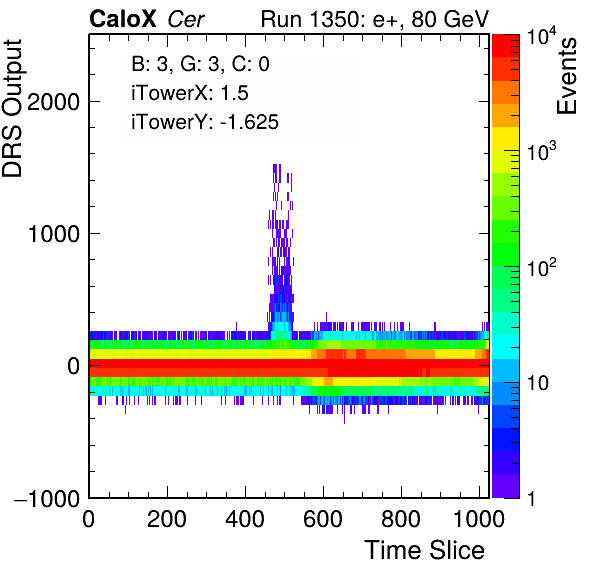 CaloX Cer Run 1350: e+, 80 GeV
B: 3, G: 3, C: 0
iTowerX: 1.5
iTowerY: -1.625
DRS Output
2000
1000
0
−1000
0 200 400 600 800 1000
Time Slice
Events
10^4
10^3
10^2
10
1